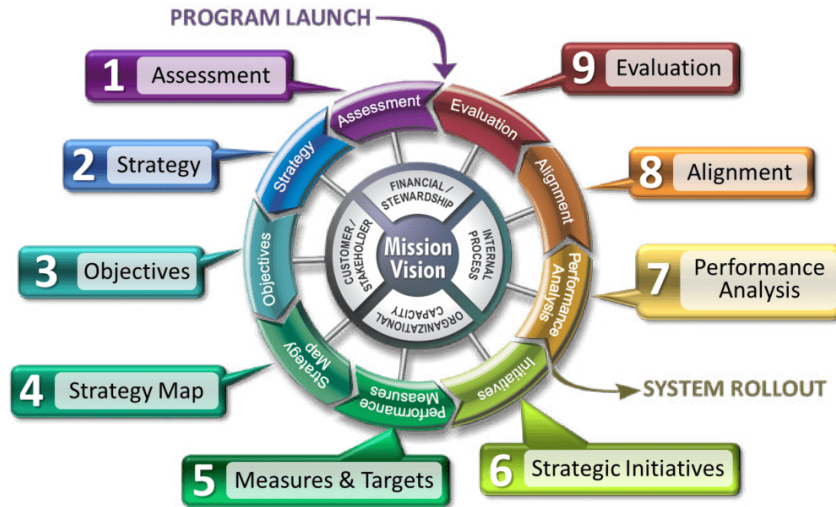 PROGRAM LAUNCH
1 Assessment
2 Strategy
3 Objectives
4 Strategy Map
5 Measures & Targets
6 Strategic Initiatives
7 Performance
Analysis
8 Alignment
9 Evaluation
SYSTEM ROLLOUT
Assessment
Strategy
Objectives
Strategy
Map
Performance
Measures
Initiatives
Performance
Analysis
Alignment
Evaluation
FINANCIAL /
STEWARDSHIP
CUSTOMER /
STAKEHOLDER
INTERNAL
PROCESS
ORGANIZATIONAL
CAPACITY
Mission
Vision